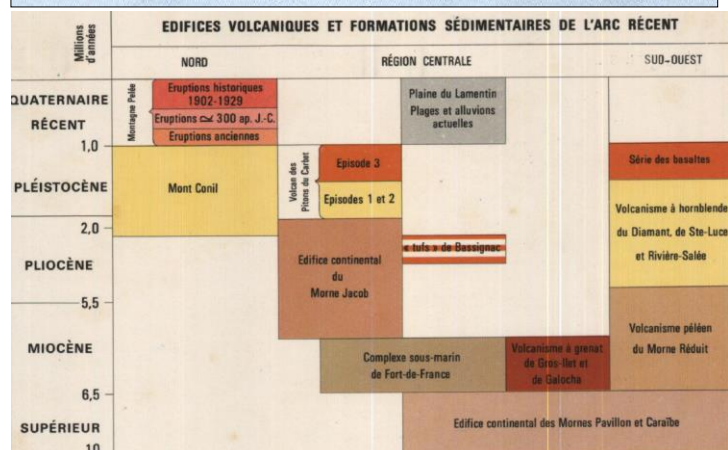 EDIFICES VOLCANIQUES ET FORMATIONS SÉDIMENTAIRES DE L'ARC RÉCENT
Millions
d'années
NORD
RÉGION CENTRALE
SUD-OUEST
QUATERNAIRE
RÉCENT
Montagne Pelée
Eruptions historiques
1902-1929
Eruptions ≃ 300 ap. J.-C.
Eruptions anciennes
Plaine du Lamentin
Plages et alluvions
actuelles
1,0
PLÉISTOCÈNE
Mont Conil
Volcan des
Pitons du Carbet
Episode 3
Episodes 1 et 2
Série des basaltes
Volcanisme à hornblende
du Diamant, de Ste-Luce
et Rivière-Salée
2,0
PLIOCÈNE
Edifice continental
du
Morne Jacob
« tufs » de Bassignac
5,5
MIOCÈNE
Complexe sous-marin
de Fort-de-France
Volcanisme à grenat
de Gros-Ilet et
de Galocha
Volcanisme péléen
du Morne Réduit
6,5
SUPÉRIEUR
Edifice continental des Mornes Pavillon et Caraïbe
10